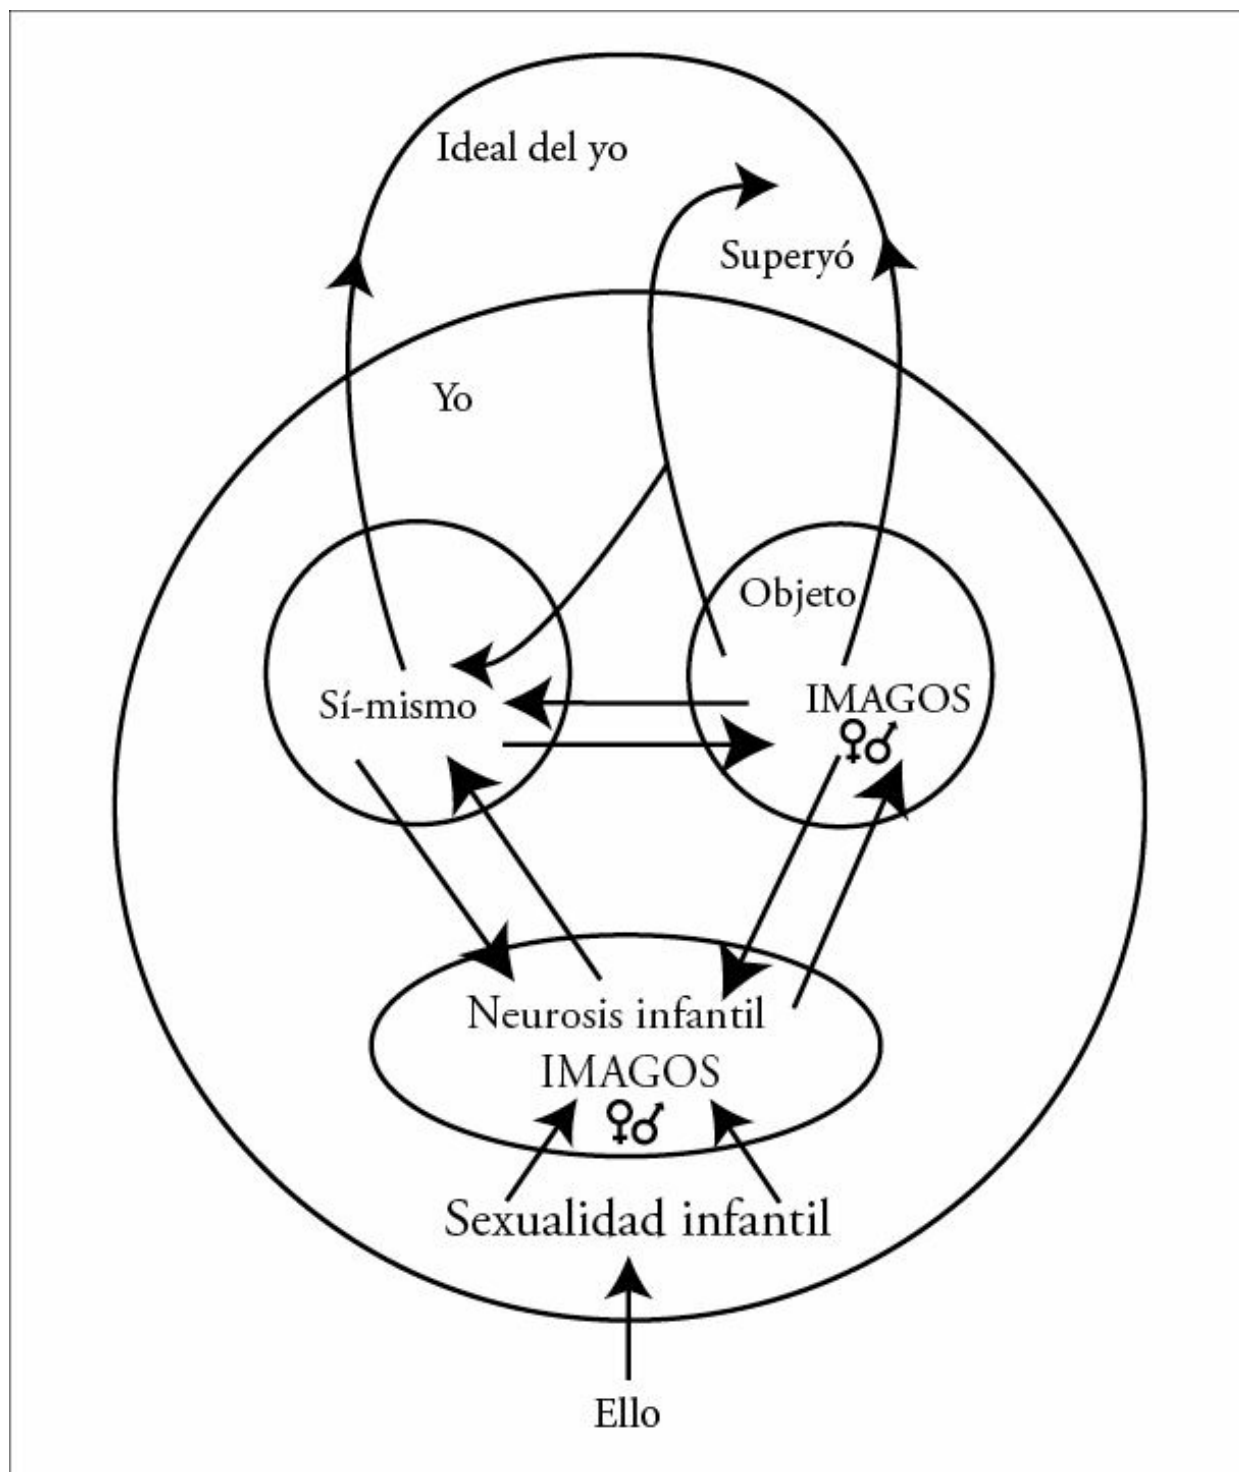 Ideal del yo
Superyó
Yo
Objeto
Sí-mismo
IMAGOS
♀♂
Neurosis infantil
IMAGOS
♀♂
Sexualidad infantil
Ello